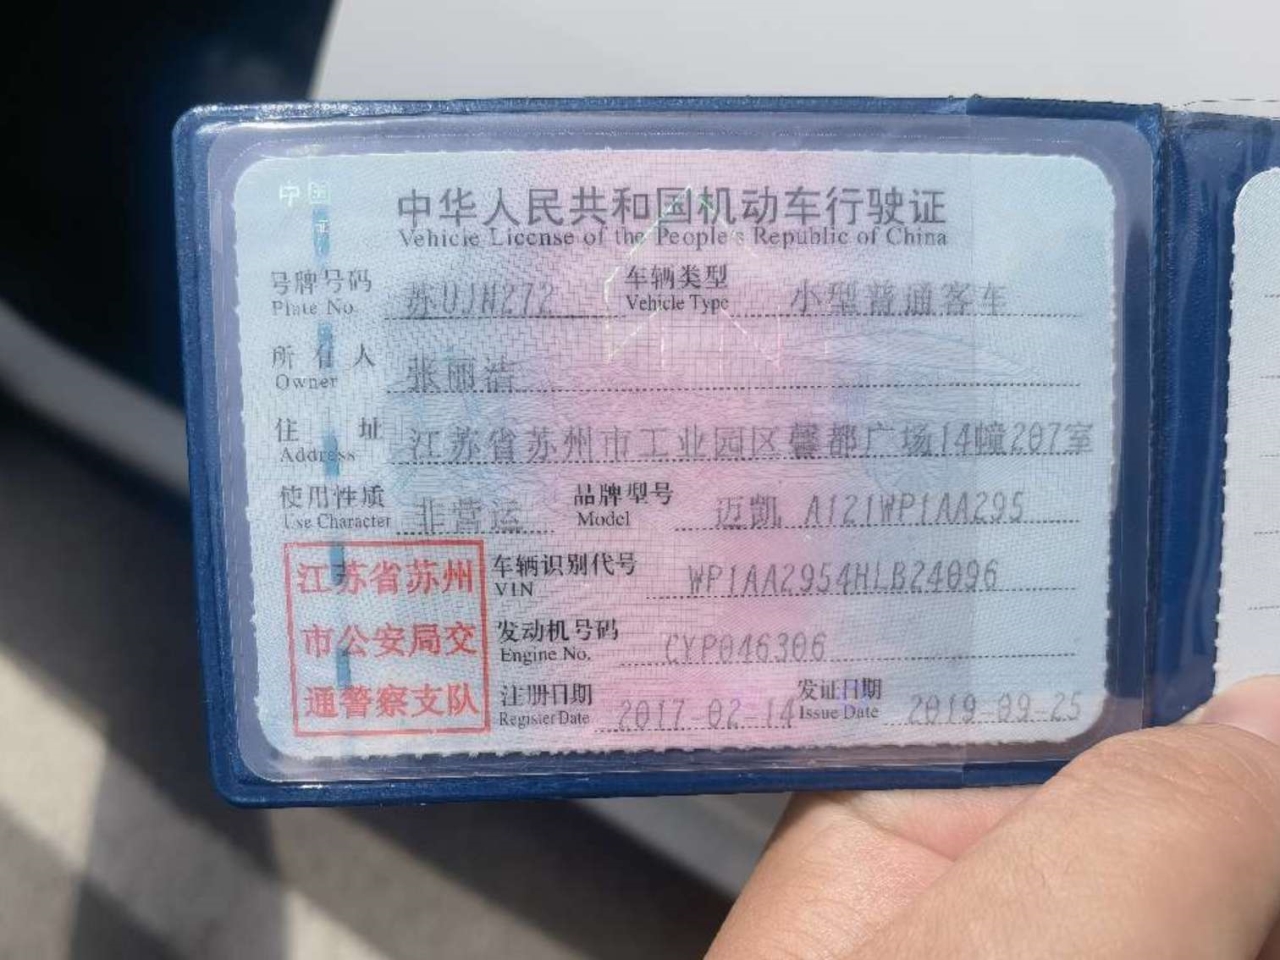 中国
中华人民共和国机动车行驶证
Vehicle License of the People's Republic of China
号牌号码 苏UJN272 车辆类型 小型普通客车
Plate No. Vehicle Type
所有人 张丽洁
Owner
住址 江苏省苏州市工业园区馨都广场14幢207室
Address
使用性质 非营运 品牌型号 迈凯 A121WP1AA295
Use Character Model
江苏省苏州
市公安局交
通警察支队
车辆识别代号 WP1AA2954HLB24096
VIN
发动机号码 CYP046306
Engine No.
注册日期 2017-02-14 发证日期 2019-09-25
Register Date Issue Date